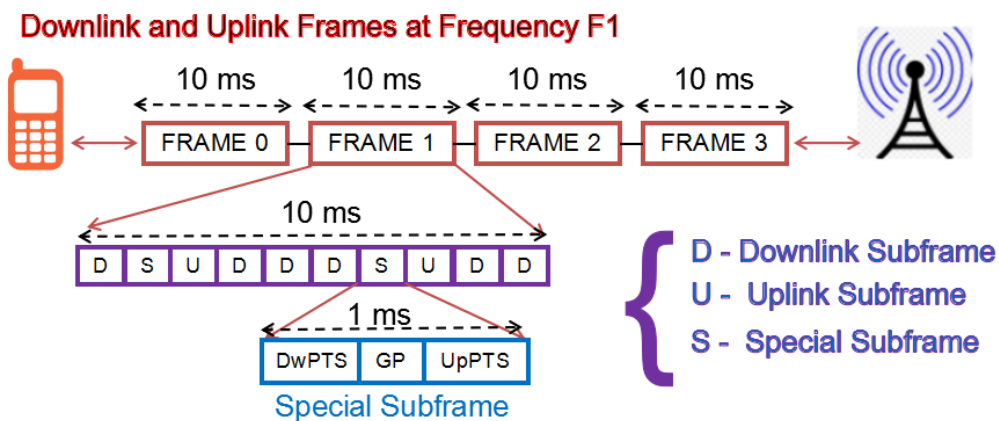 Downlink and Uplink Frames at Frequency F1
10 ms 10 ms 10 ms 10 ms
FRAME 0 FRAME 1 FRAME 2 FRAME 3
10 ms
D S U D D D S U D D
D - Downlink Subframe
U - Uplink Subframe
S - Special Subframe
1 ms
DwPTS GP UpPTS
Special Subframe